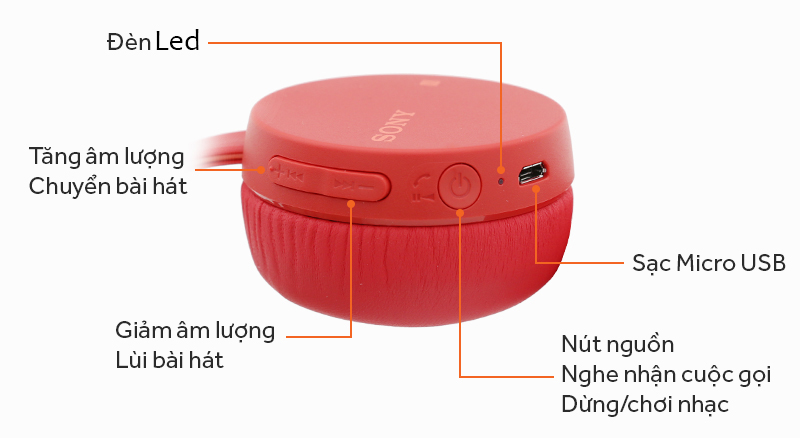 Đèn Led
SONY
Tăng âm lượng
Chuyển bài hát
Sạc Micro USB
Giảm âm lượng
Lùi bài hát
Nút nguồn
Nghe nhận cuộc gọi
Dừng/chơi nhạc